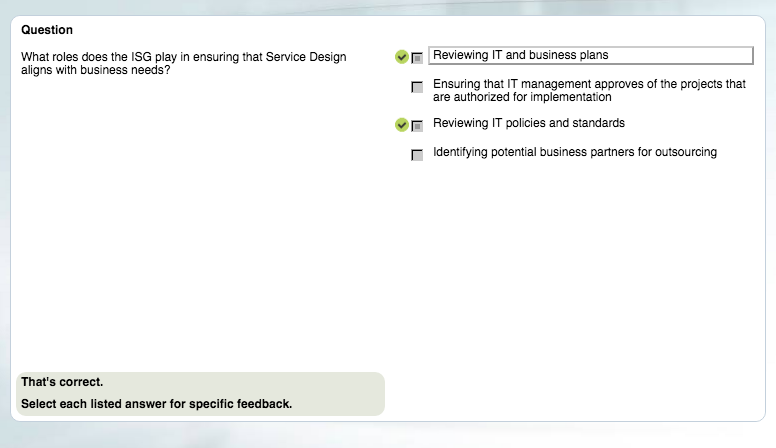 Question
What roles does the ISG play in ensuring that Service Design
aligns with business needs?
Reviewing IT and business plans
Ensuring that IT management approves of the projects that
are authorized for implementation
Reviewing IT policies and standards
Identifying potential business partners for outsourcing
That's correct.
Select each listed answer for specific feedback.